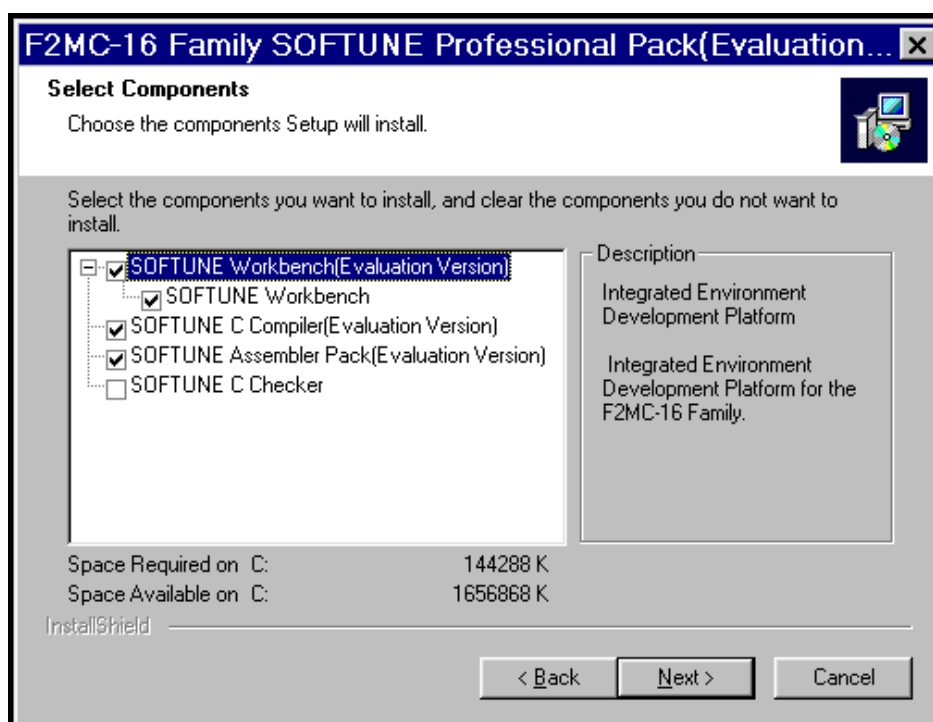 F2MC-16 Family SOFTUNE Professional Pack(Evaluation...
Select Components
Choose the components Setup will install.
Select the components you want to install, and clear the components you do not want to
install.
SOFTUNE Workbench(Evaluation Version)
SOFTUNE Workbench
SOFTUNE C Compiler(Evaluation Version)
SOFTUNE Assembler Pack(Evaluation Version)
SOFTUNE C Checker
Description
Integrated Environment
Development Platform
Integrated Environment
Development Platform for the
F2MC-16 Family.
Space Required on C: 144288 K
Space Available on C: 1656868 K
InstallShield
< Back Next > Cancel